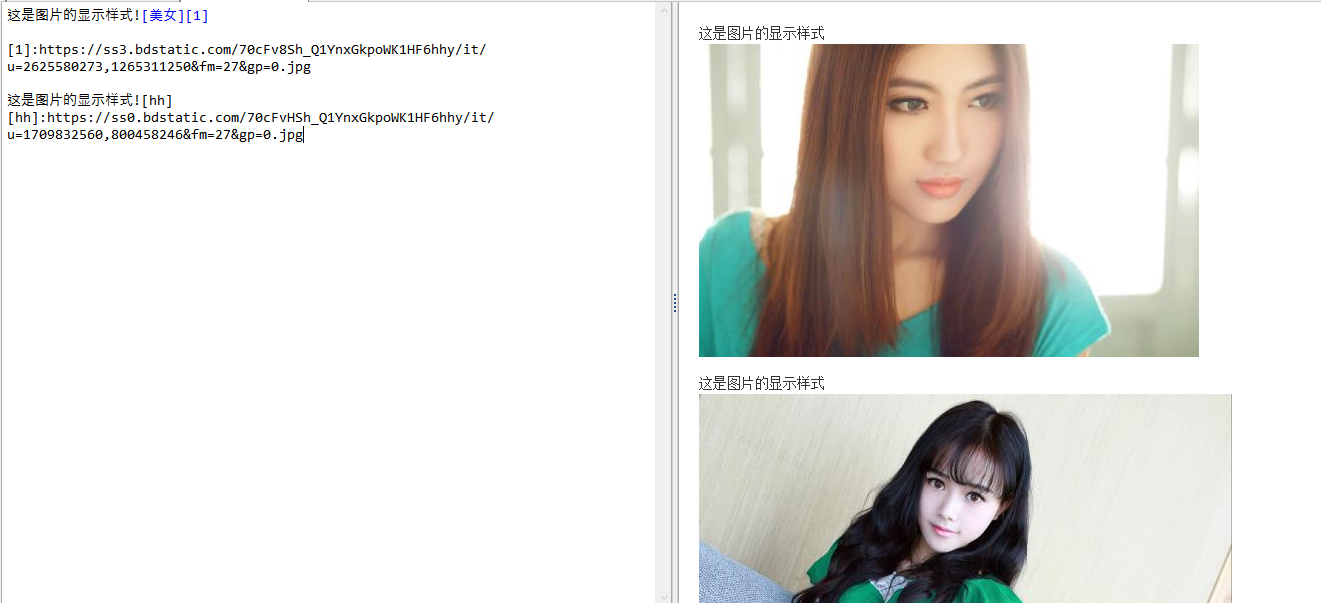 这是图片的显示样式![美女][1]
[1]:https://ss3.bdstatic.com/70cFv8Sh_Q1YnxGkpoWK1HF6hhy/it/
u=2625580273,1265311250&fm=27&gp=0.jpg
这是图片的显示样式![hh]
[hh]:https://ss0.bdstatic.com/70cFvHSh_Q1YnxGkpoWK1HF6hhy/it/
u=1709832560,800458246&fm=27&gp=0.jpg
这是图片的显示样式
这是图片的显示样式